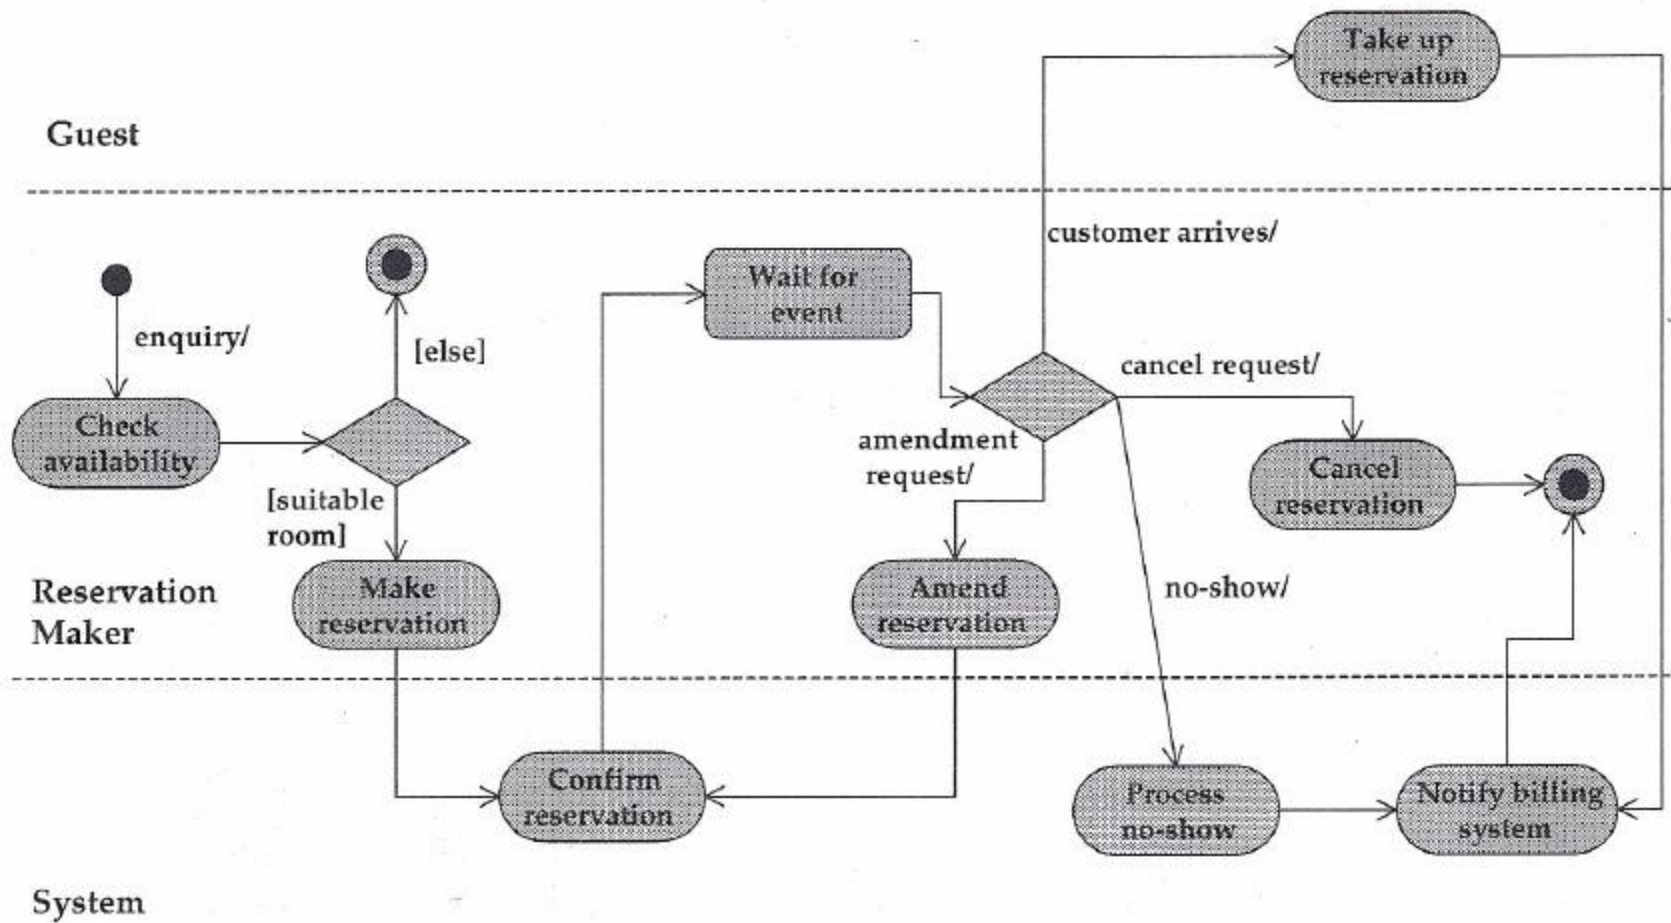 Take up
reservation
Guest
customer arrives/
Wait for
event
enquiry/
[else]
cancel request/
Check
availability
amendment
request/
Cancel
reservation
[suitable
room]
Reservation
Maker
Make
reservation
Amend
reservation
no-show/
Confirm
reservation
Process
no-show
Notify billing
system
System